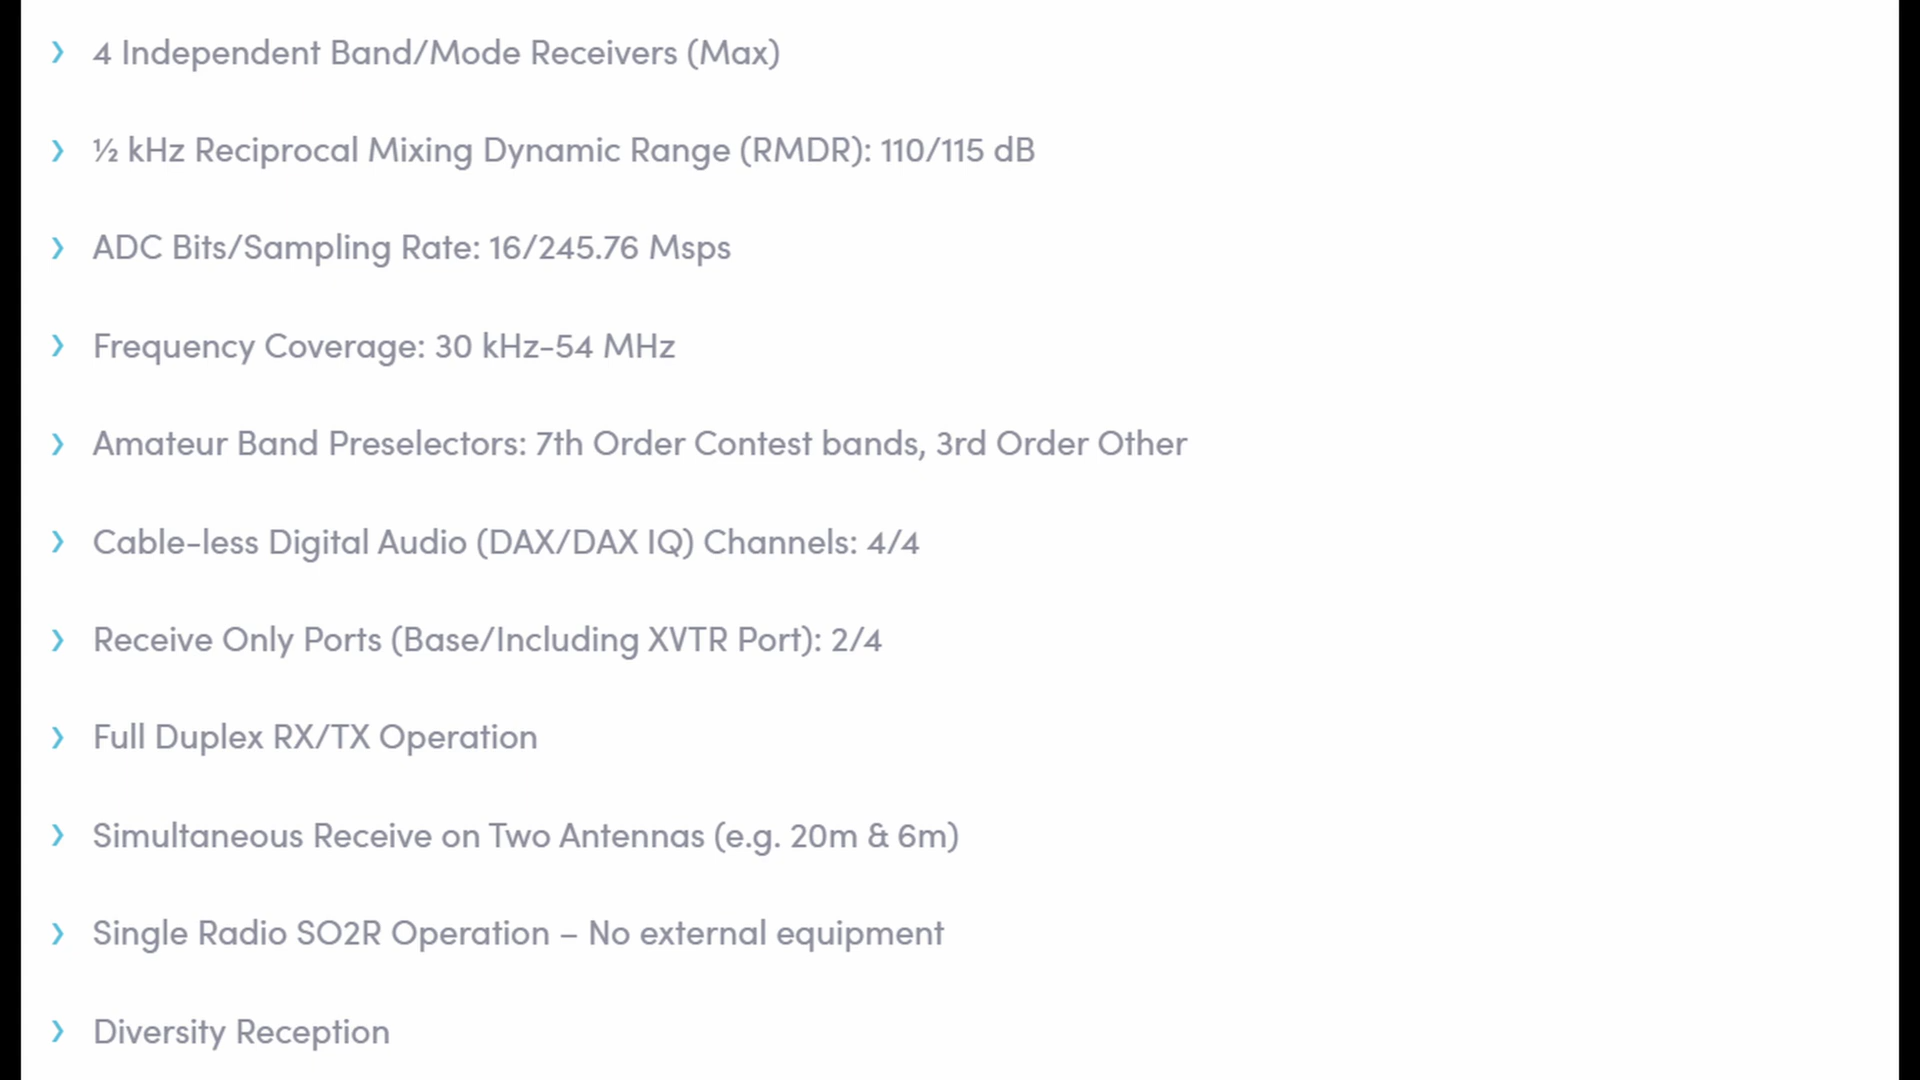 › 4 Independent Band/Mode Receivers (Max)
› ½ kHz Reciprocal Mixing Dynamic Range (RMDR): 110/115 dB
› ADC Bits/Sampling Rate: 16/245.76 Msps
› Frequency Coverage: 30 kHz-54 MHz
› Amateur Band Preselectors: 7th Order Contest bands, 3rd Order Other
› Cable-less Digital Audio (DAX/DAX IQ) Channels: 4/4
› Receive Only Ports (Base/Including XVTR Port): 2/4
› Full Duplex RX/TX Operation
› Simultaneous Receive on Two Antennas (e.g. 20m & 6m)
› Single Radio SO2R Operation – No external equipment
› Diversity Reception